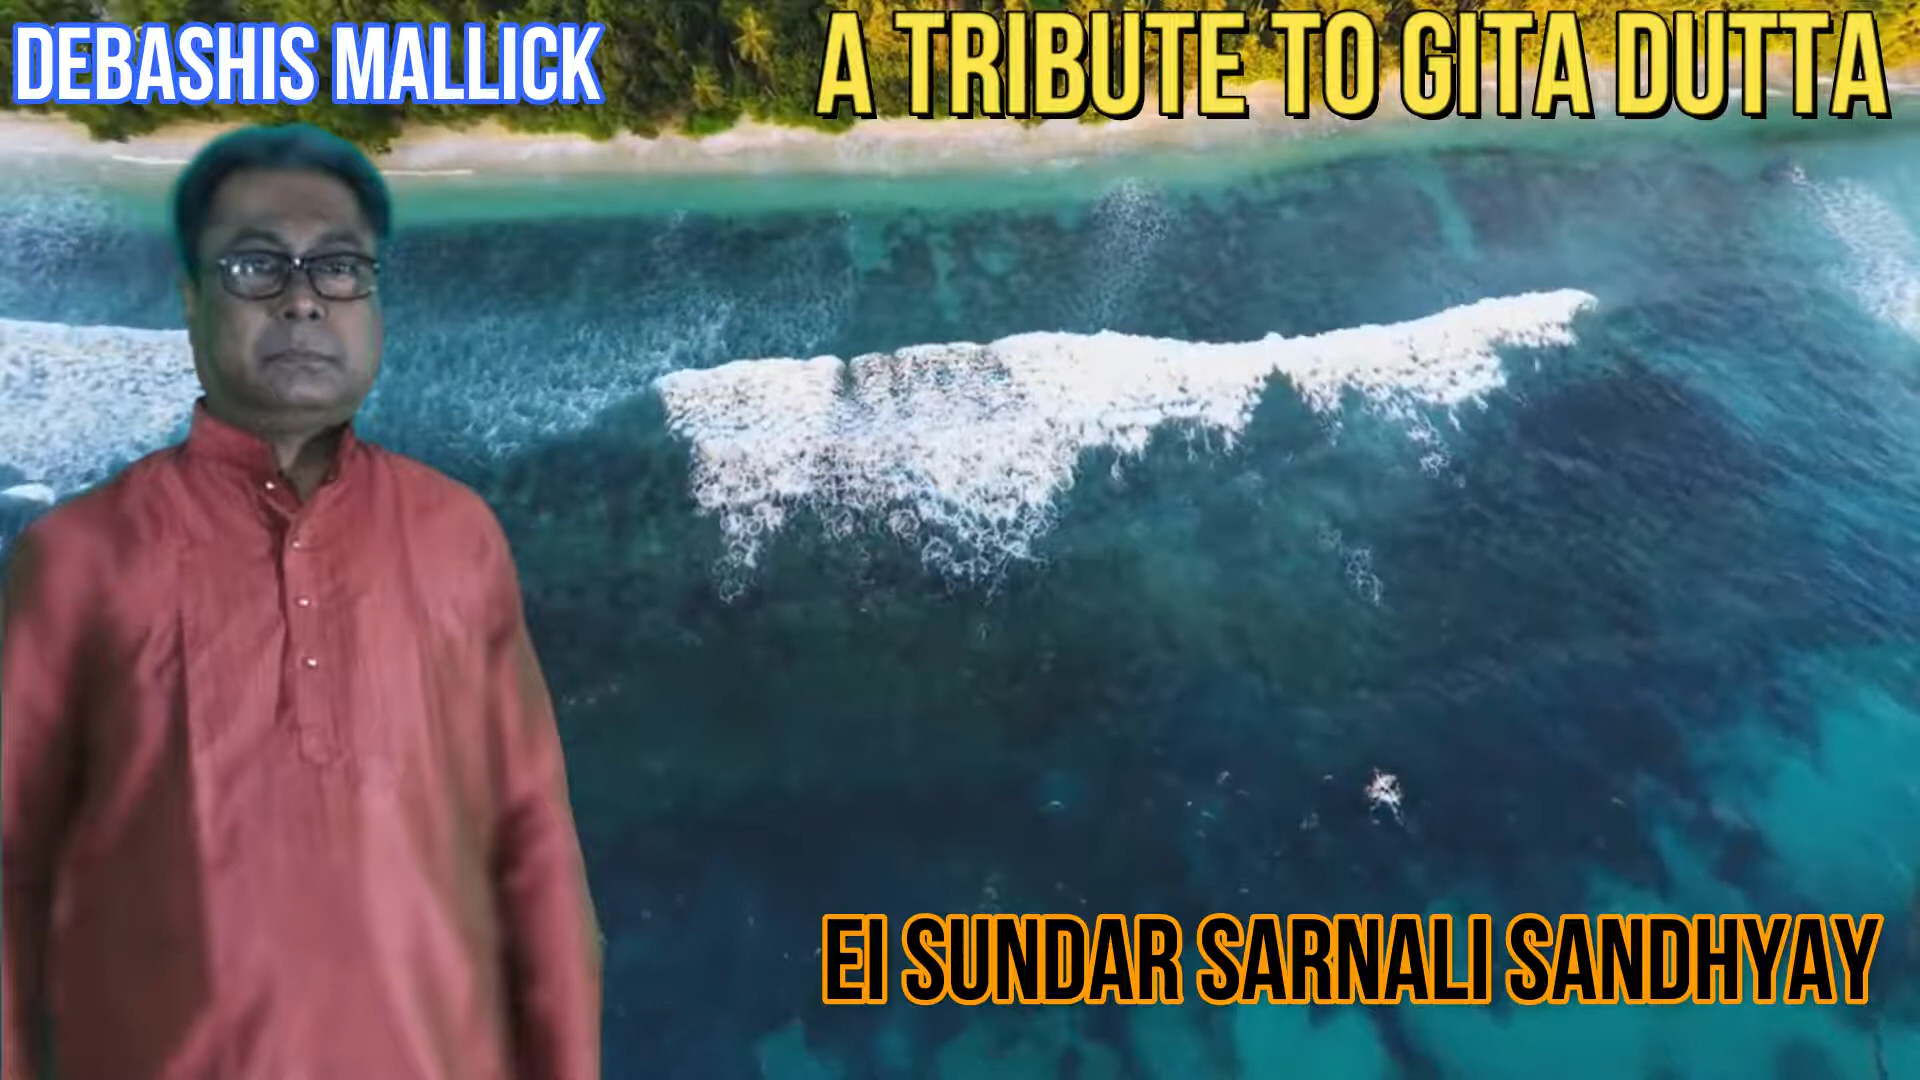 DEBASHIS MALLICK
A TRIBUTE TO GITA DUTTA
EI SUNDAR SARNALI SANDHYAY